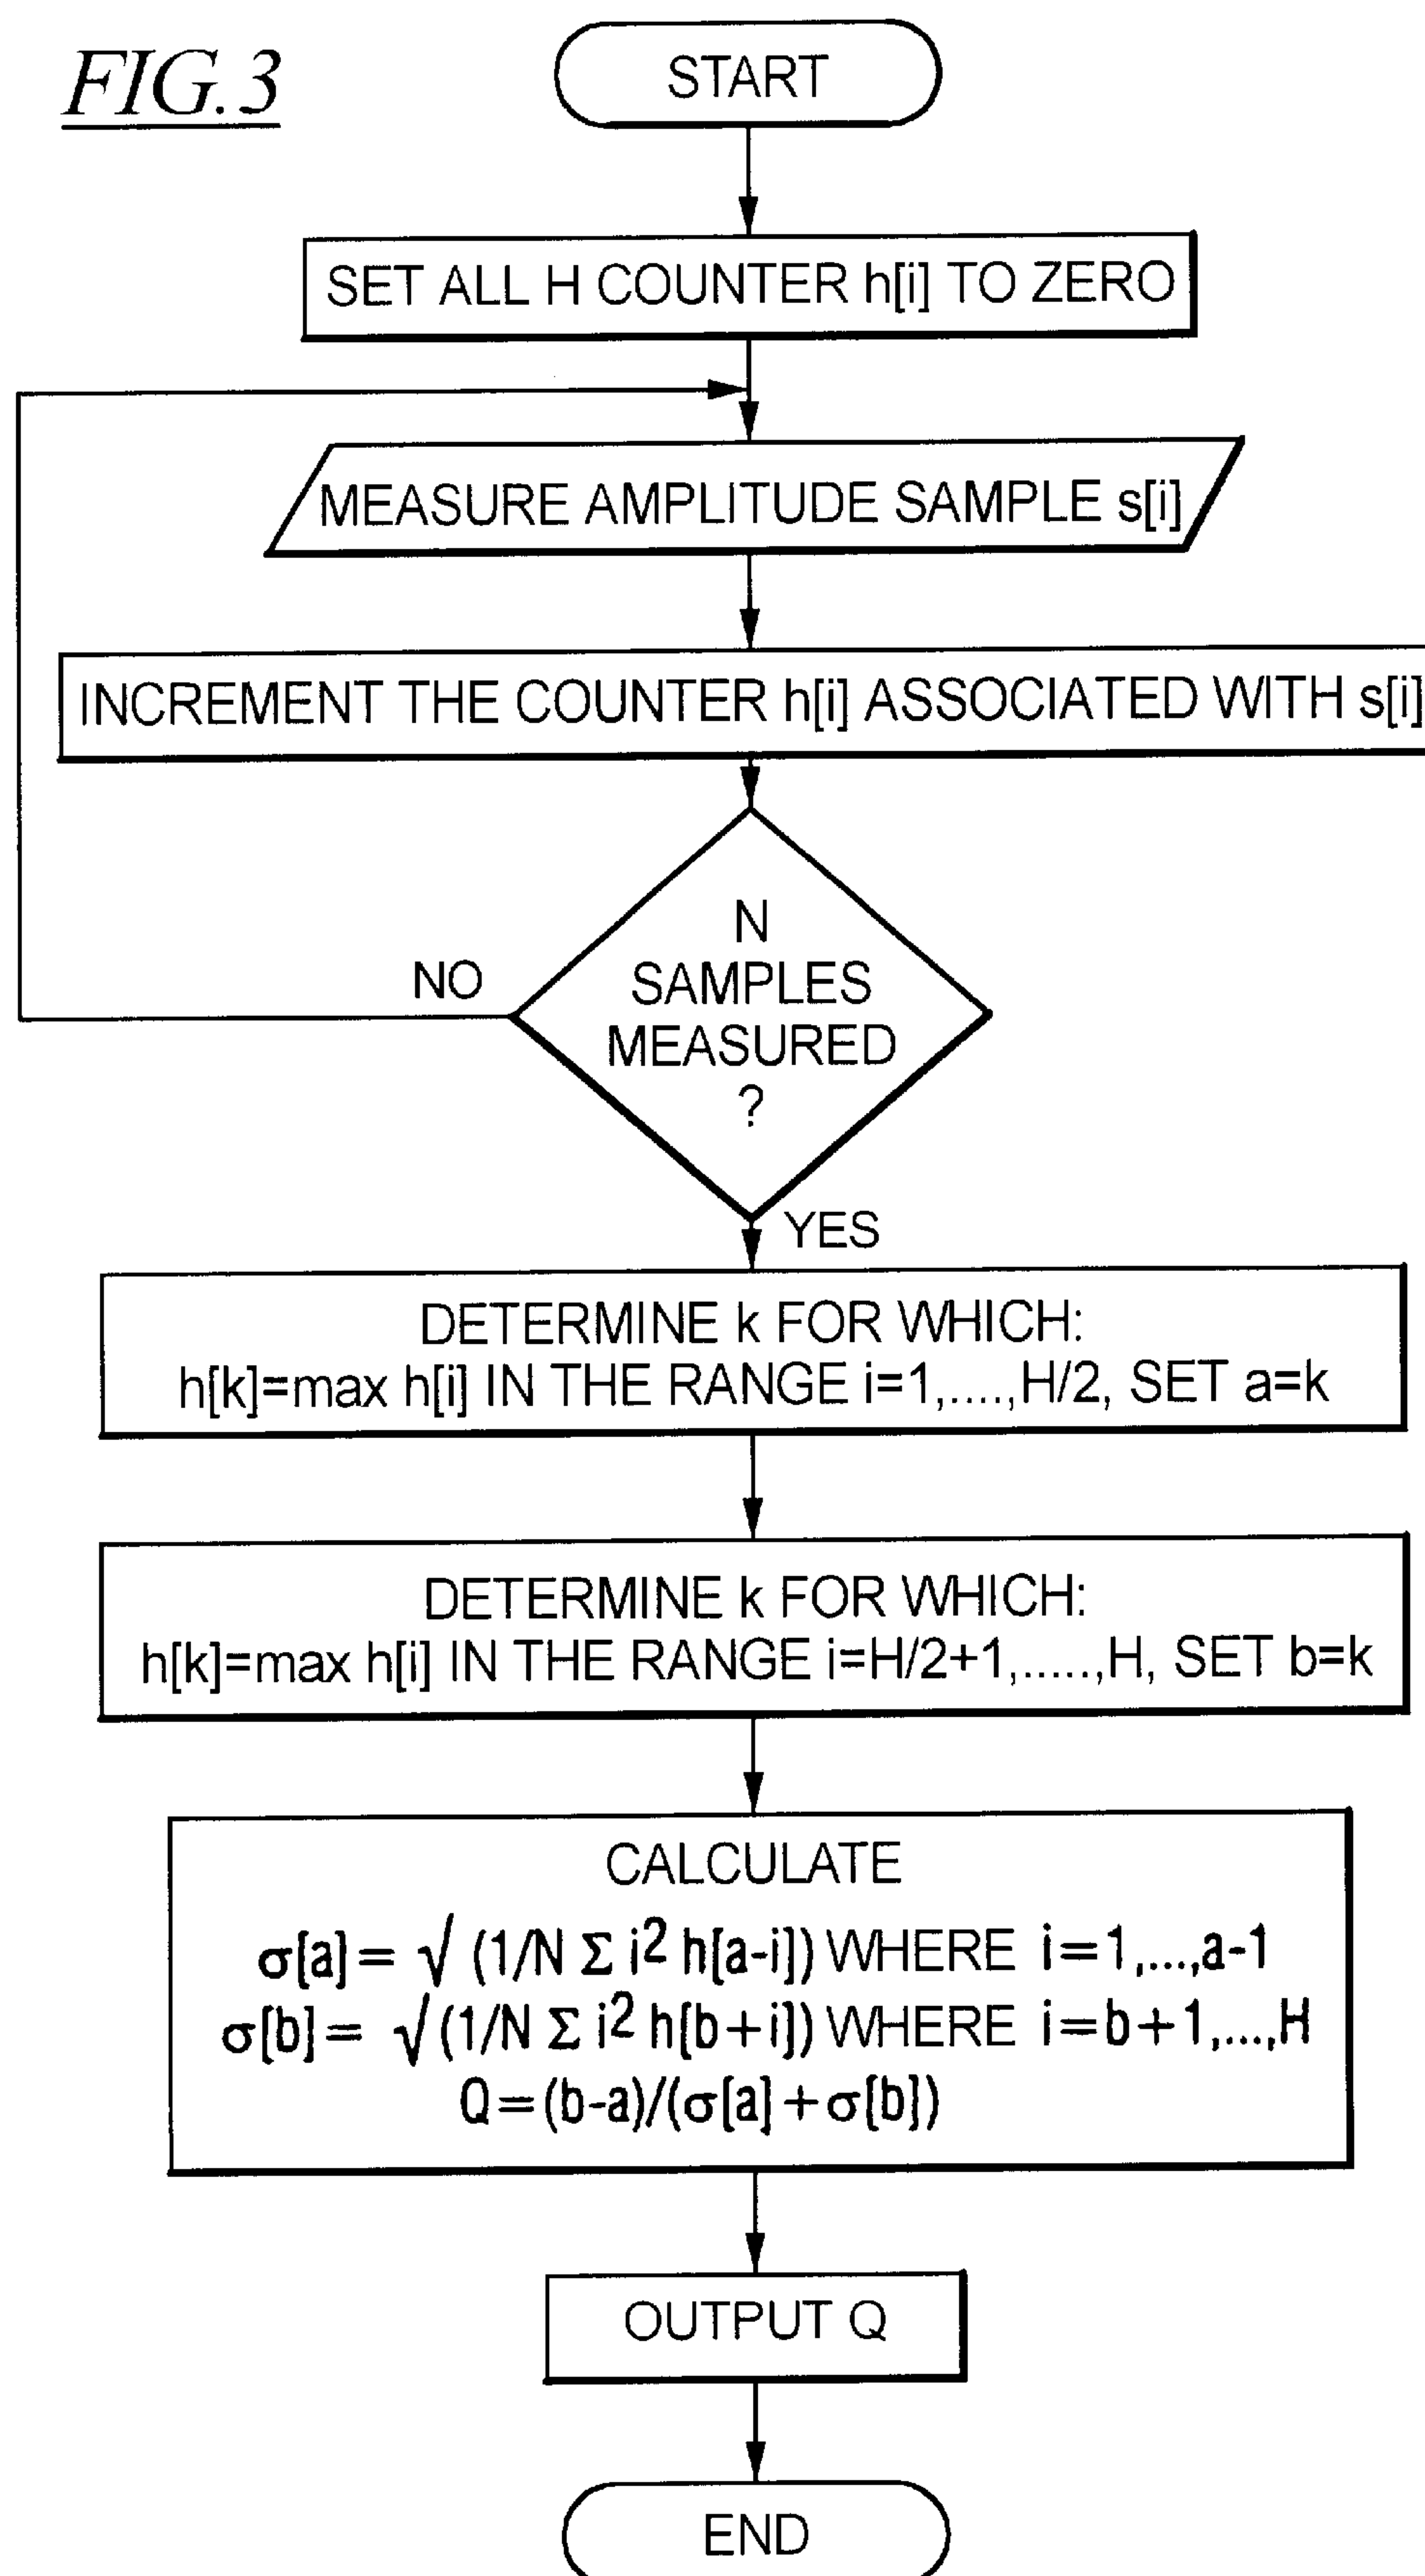 FIG.3
START
SET ALL H COUNTER h[i] TO ZERO
MEASURE AMPLITUDE SAMPLE s[i]
INCREMENT THE COUNTER h[i] ASSOCIATED WITH s[i]
N
SAMPLES
MEASURED
?
NO
YES
DETERMINE k FOR WHICH:
h[k]=max h[i] IN THE RANGE i=1,....,H/2, SET a=k
DETERMINE k FOR WHICH:
h[k]=max h[i] IN THE RANGE i=H/2+1,.....,H, SET b=k
CALCULATE
σ[a]= √ (1/N Σ i² h[a-i]) WHERE i=1,...,a-1
σ[b]= √(1/N Σ i² h[b+i]) WHERE i=b+1,...,H
Q=(b-a)/(σ[a]+σ[b])
OUTPUT Q
END